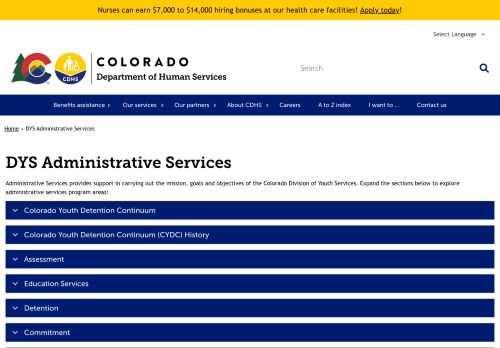 Nurses can earn $7,000 to $14,000 hiring bonuses at our health care facilities! Apply today!
Select Language
CDHS
COLORADO
Department of Human Services
Search
Benefits assistance Our services Our partners About CDHS Careers A to Z index I want to ... Contact us
Home › DYS Administrative Services
DYS Administrative Services
Administrative Services provides support in carrying out the mission, goals and objectives of the Colorado Division of Youth Services. Expand the sections below to explore
administrative services program areas:
Colorado Youth Detention Continuum
Colorado Youth Detention Continuum (CYDC) History
Assessment
Education Services
Detention
Commitment